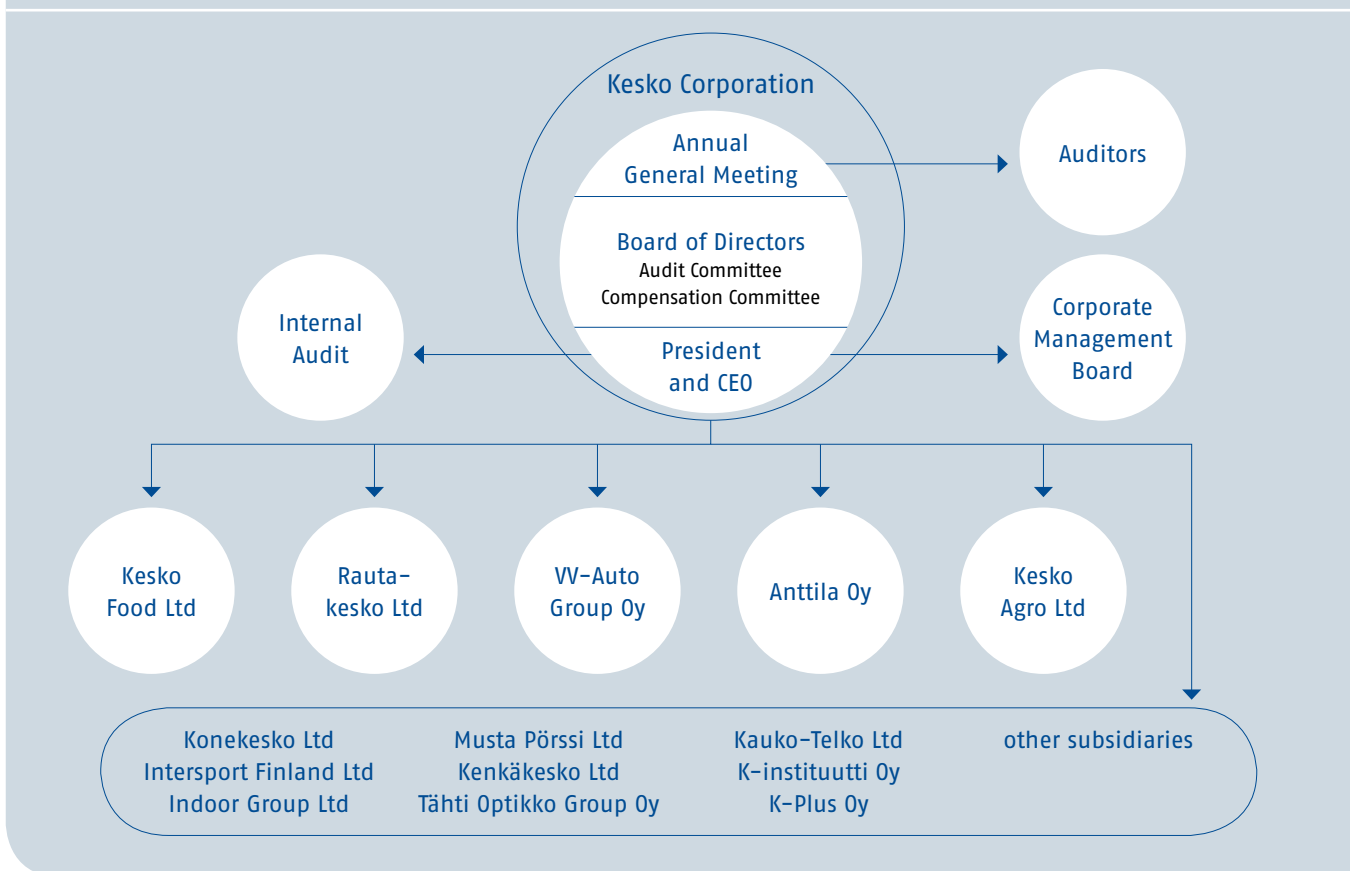 Kesko Corporation
Annual
General Meeting
Auditors
Board of Directors
Audit Committee
Compensation Committee
Internal
Audit
President
and CEO
Corporate
Management
Board
Kesko
Food Ltd
Rauta-
kesko Ltd
VV-Auto
Group Oy
Anttila Oy
Kesko
Agro Ltd
Konekesko Ltd
Intersport Finland Ltd
Indoor Group Ltd
Musta Pörssi Ltd
Kenkäkesko Ltd
Tähti Optikko Group Oy
Kauko-Telko Ltd
K-instituutti Oy
K-Plus Oy
other subsidiaries